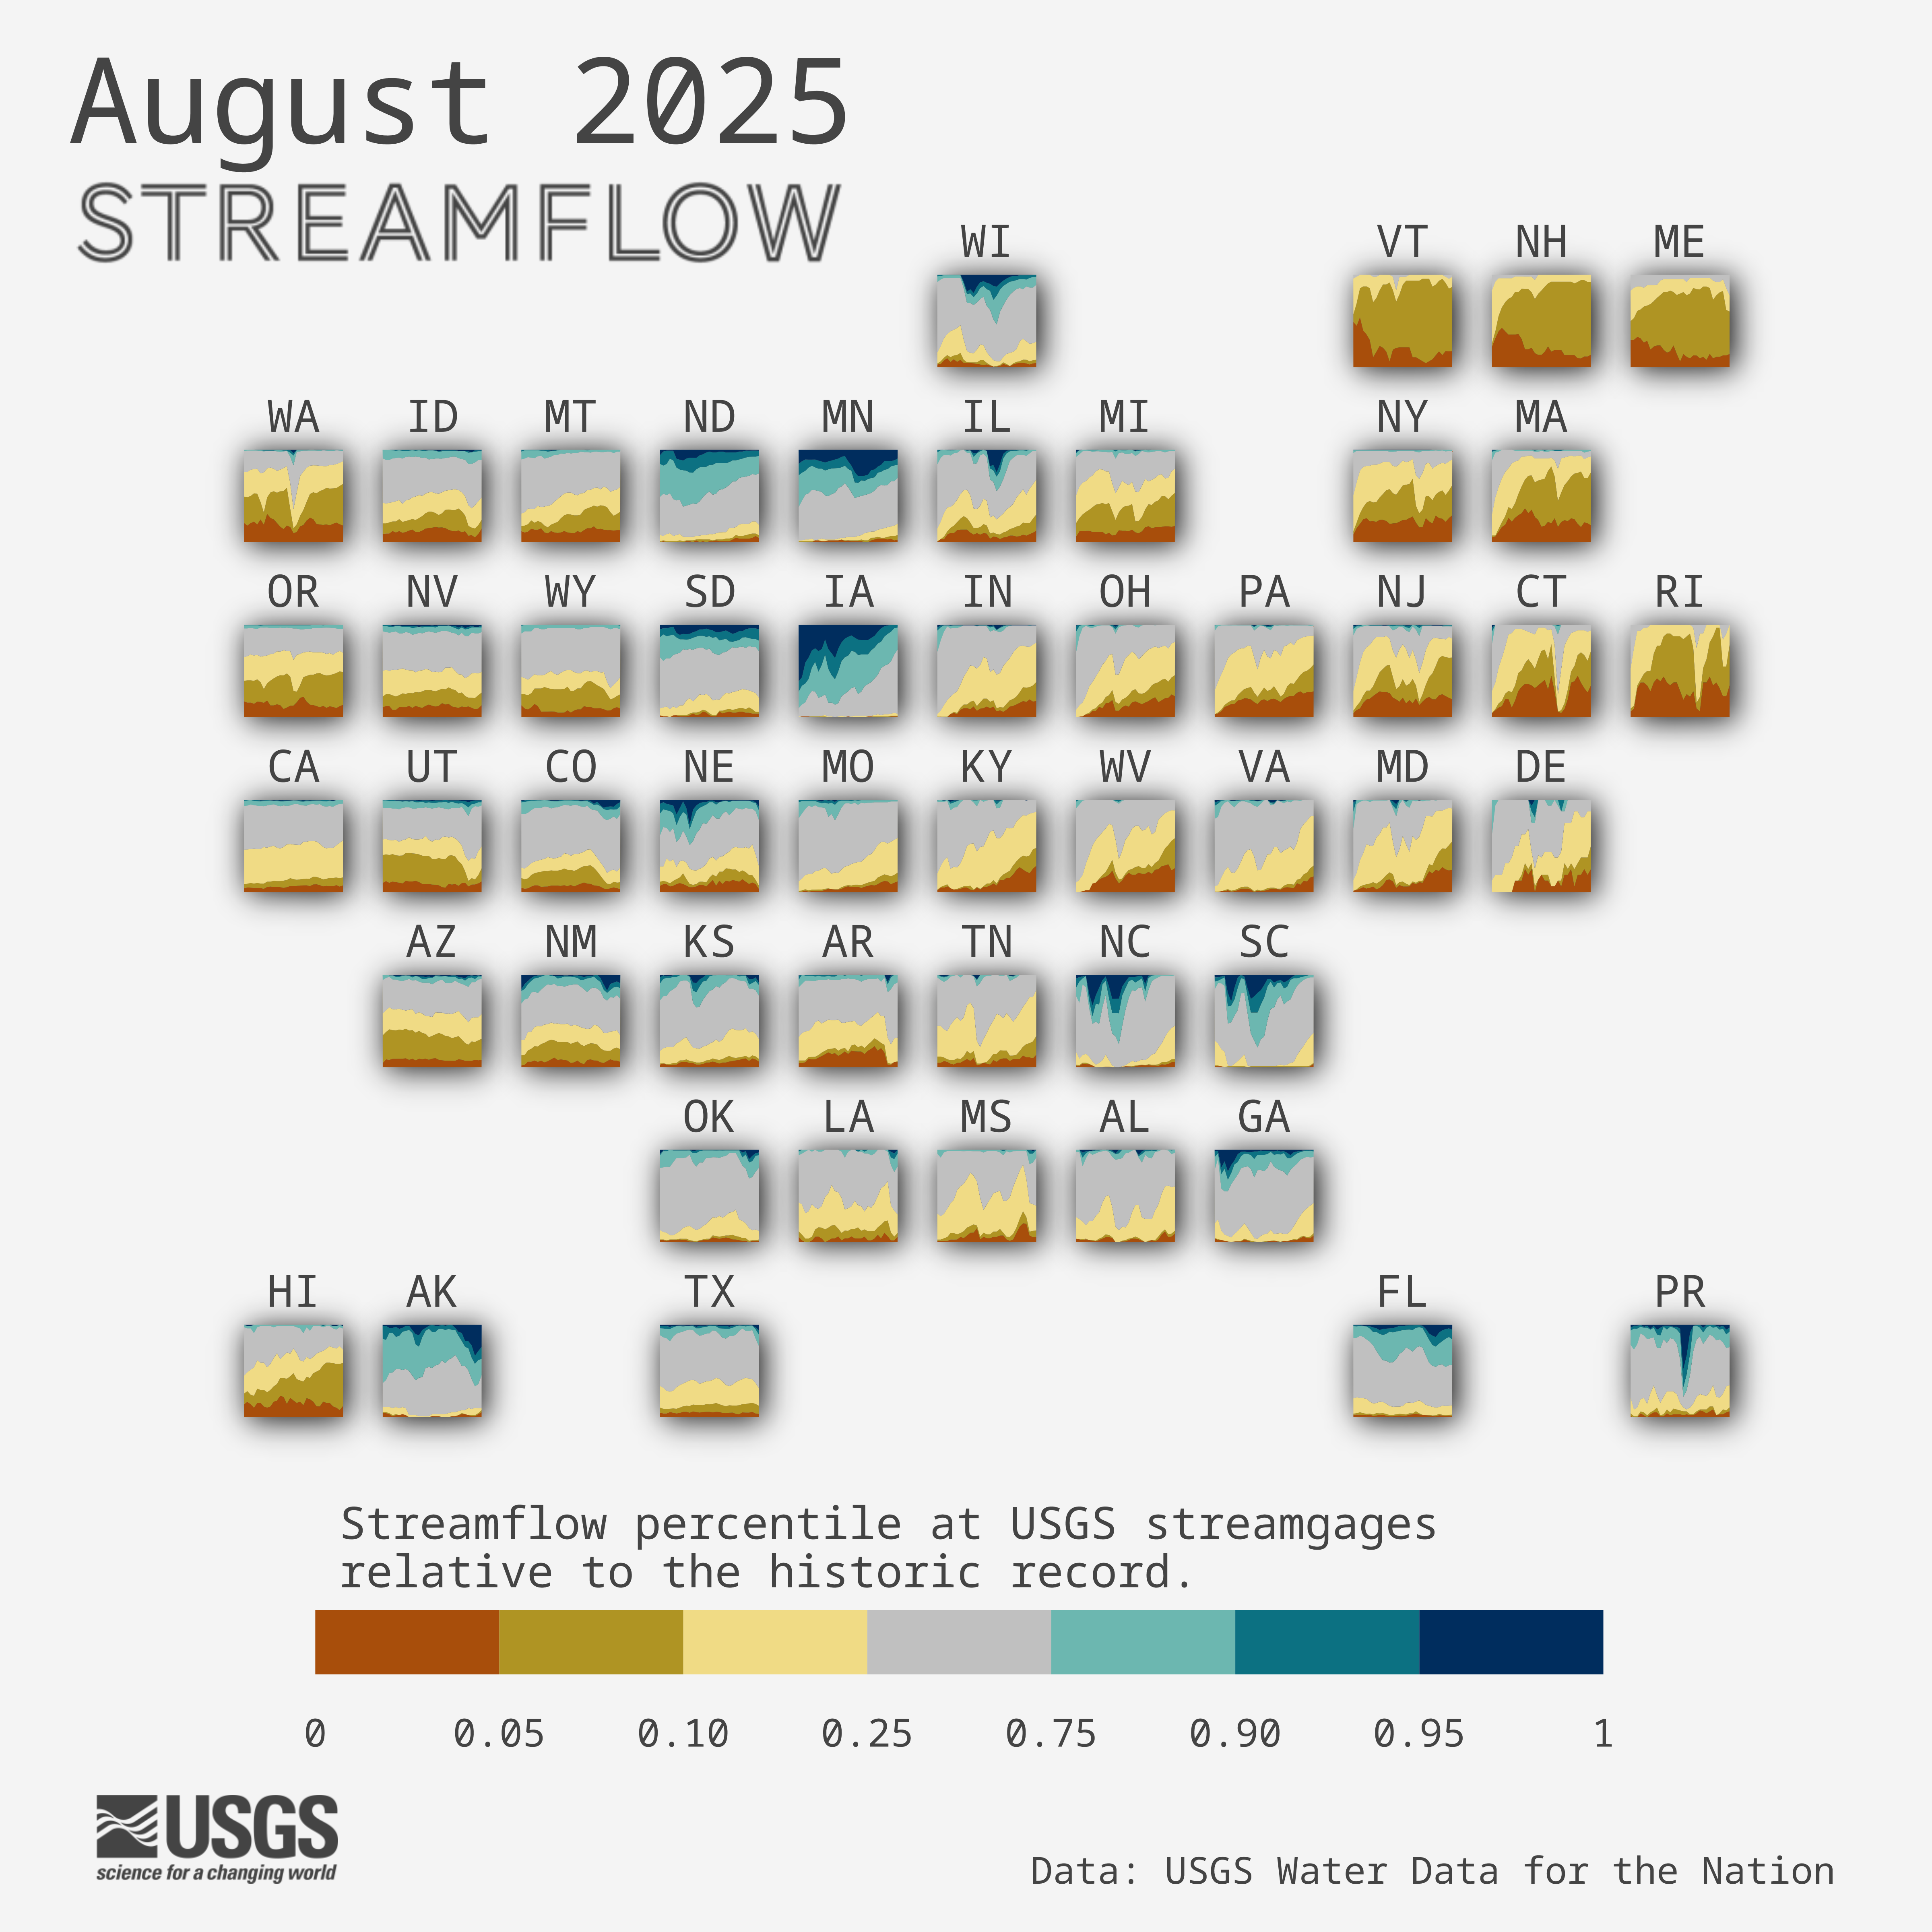 August 2025
STREAMFLOW
WI VT NH ME
WA ID MT ND MN IL MI NY MA
OR NV WY SD IA IN OH PA NJ CT RI
CA UT CO NE MO KY WV VA MD DE
AZ NM KS AR TN NC SC
OK LA MS AL GA
HI AK TX FL PR
Streamflow percentile at USGS streamgages
relative to the historic record.
0 0.05 0.10 0.25 0.75 0.90 0.95 1
USGS
science for a changing world
Data: USGS Water Data for the Nation